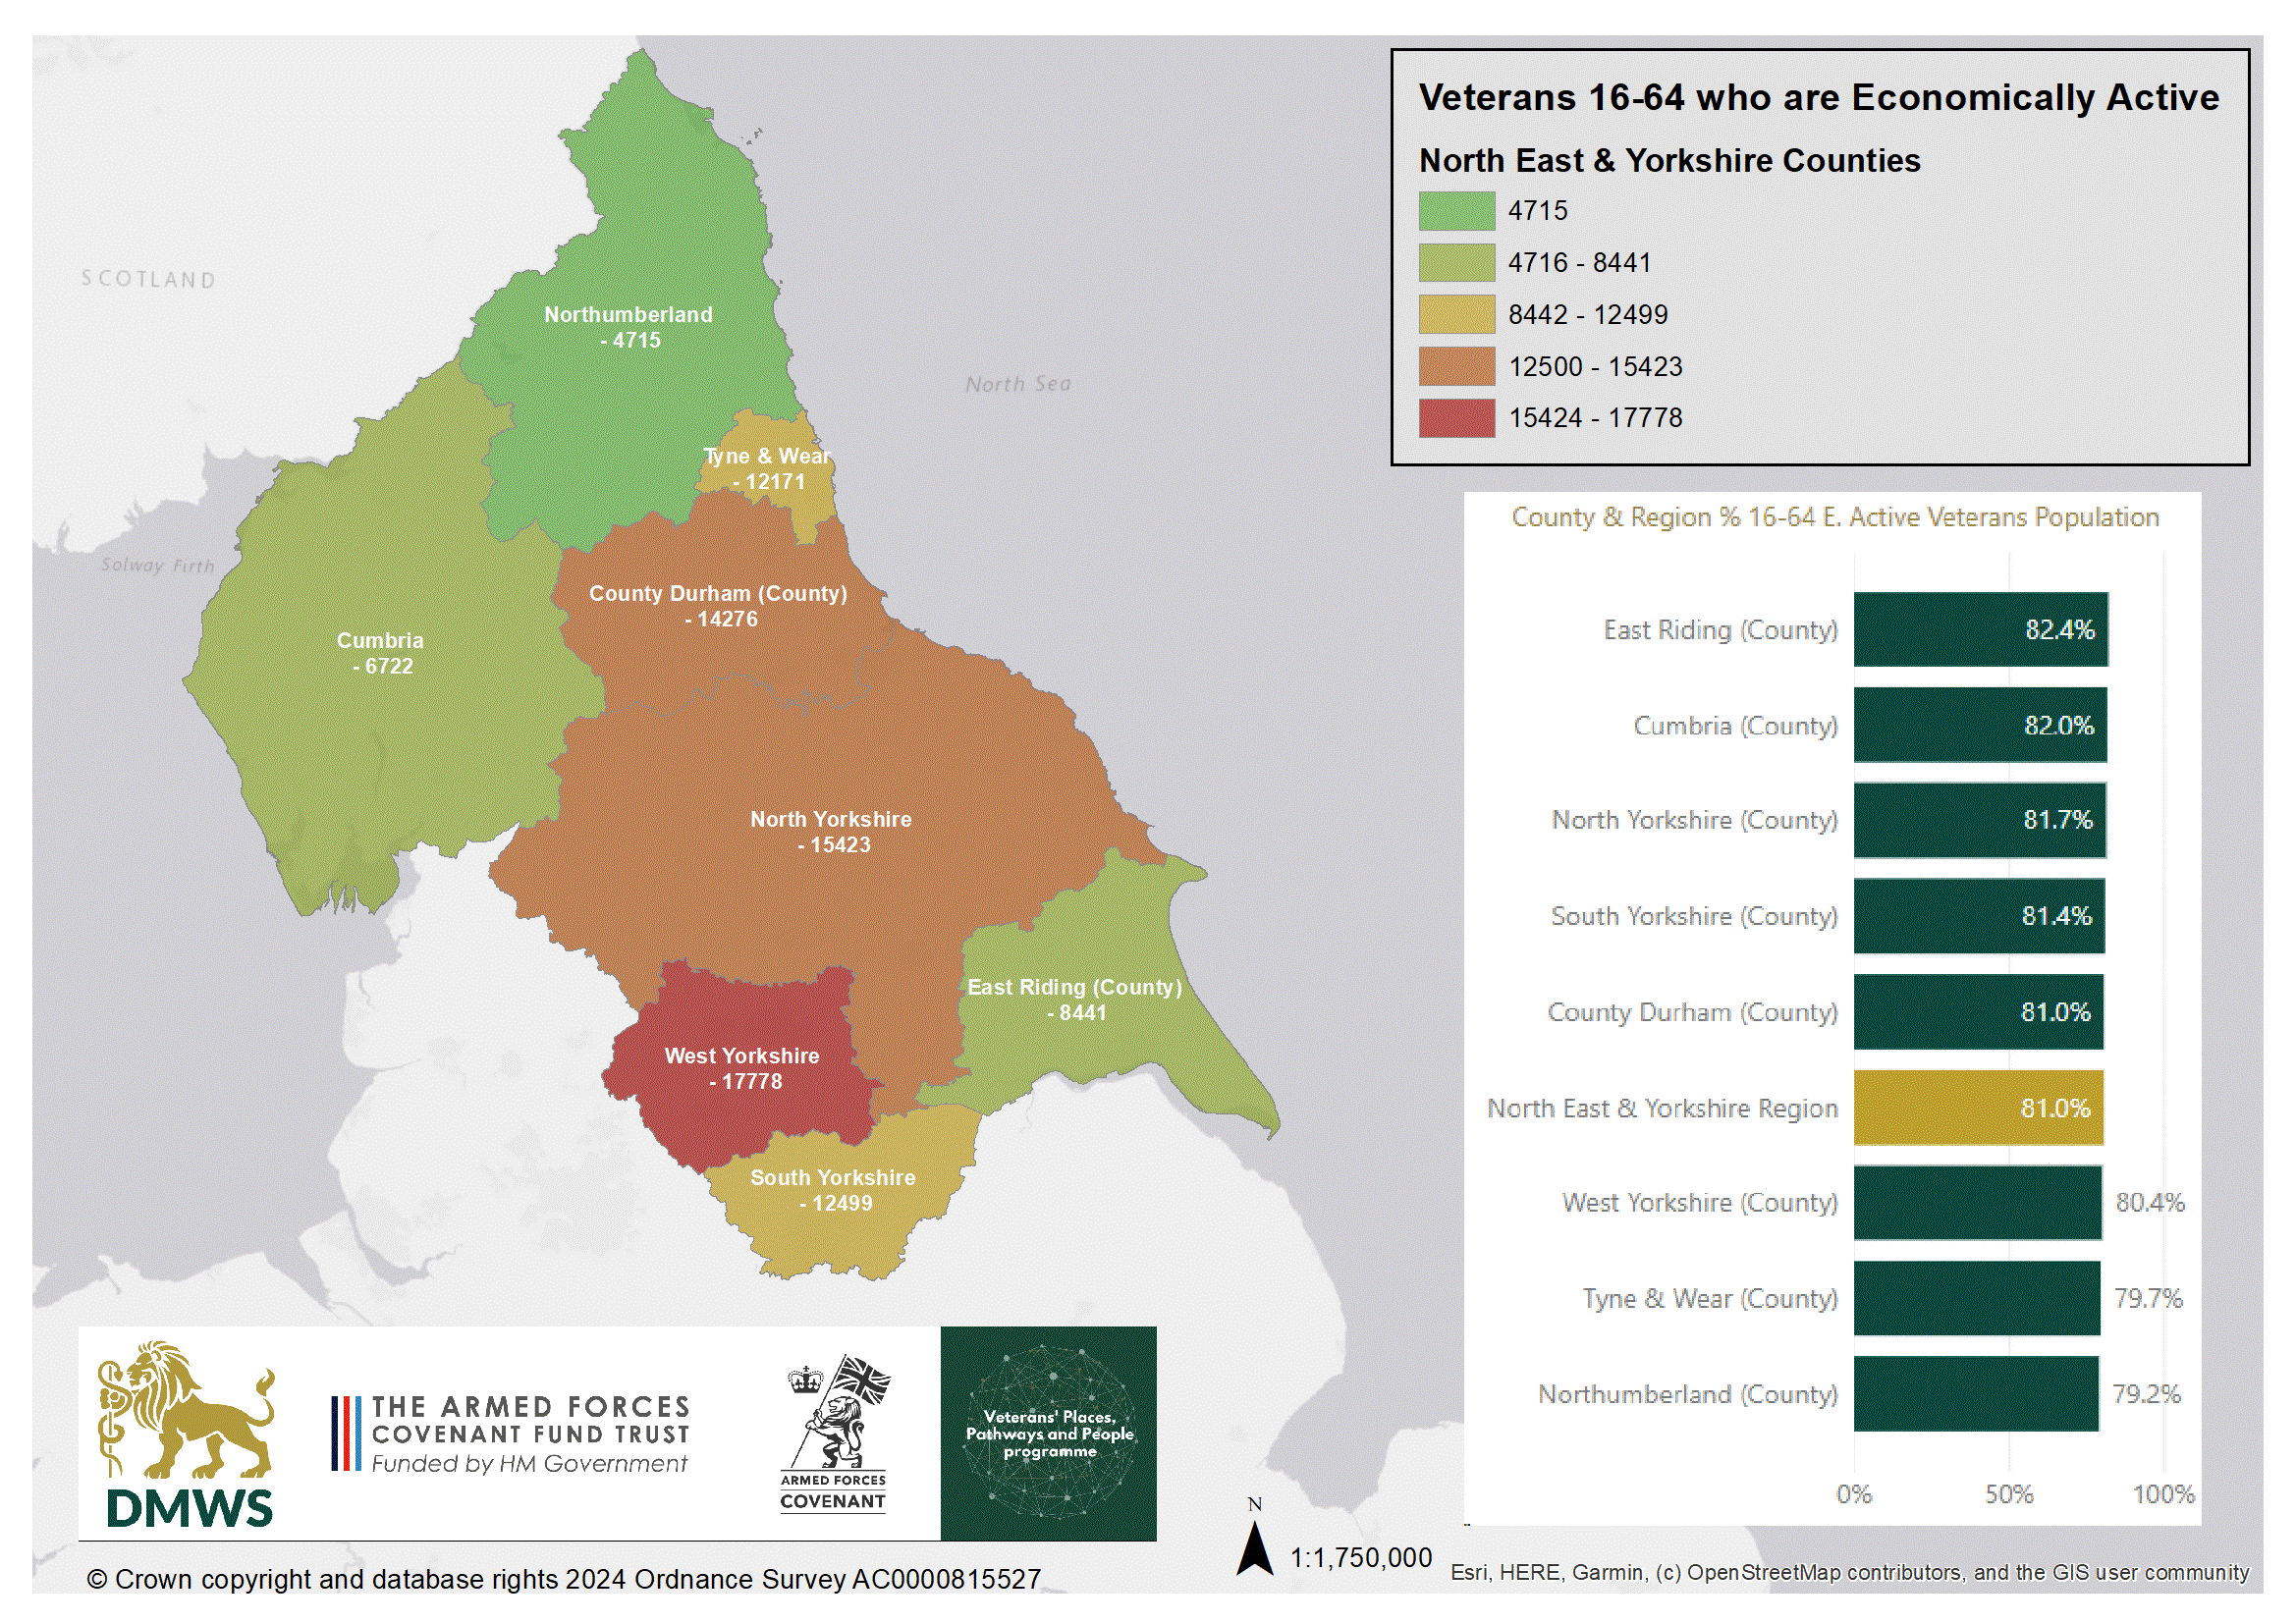 Veterans 16-64 who are Economically Active
North East & Yorkshire Counties
4715
4716 - 8441
8442 - 12499
12500 - 15423
15424 - 17778
SCOTLAND
North Sea
Solway Firth
Northumberland
- 4715
Tyne & Wear
- 12171
County Durham (County)
- 14276
Cumbria
- 6722
North Yorkshire
- 15423
East Riding (County)
- 8441
West Yorkshire
- 17778
South Yorkshire
- 12499
County & Region % 16-64 E. Active Veterans Population
East Riding (County) 82.4%
Cumbria (County) 82.0%
North Yorkshire (County) 81.7%
South Yorkshire (County) 81.4%
County Durham (County) 81.0%
North East & Yorkshire Region 81.0%
West Yorkshire (County) 80.4%
Tyne & Wear (County) 79.7%
Northumberland (County) 79.2%
0% 50% 100%
DMWS
THE ARMED FORCES
COVENANT FUND TRUST
Funded by HM Government
ARMED FORCES
COVENANT
Veterans' Places,
Pathways and People
programme
N
1:1,750,000
© Crown copyright and database rights 2024 Ordnance Survey AC0000815527
Esri, HERE, Garmin, (c) OpenStreetMap contributors, and the GIS user community